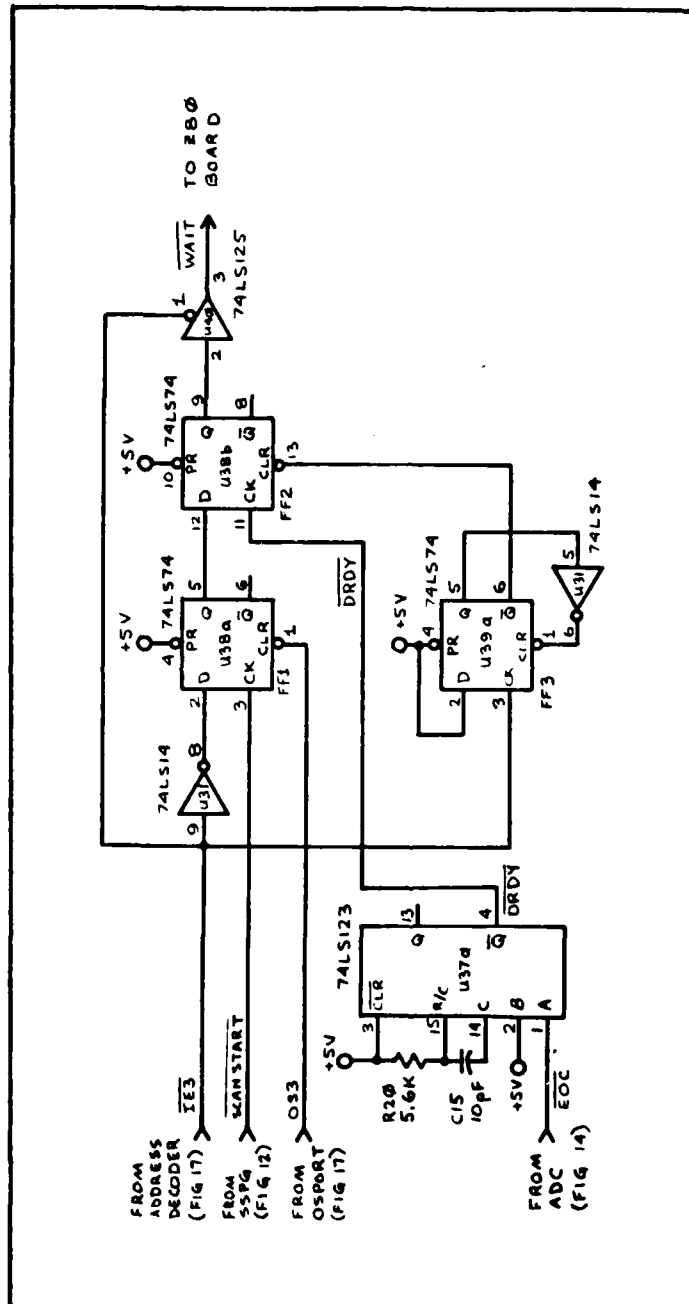 FROM
ADDRESS
DECODER
(FIG 17)
IE3
FROM
SSPG
(FIG 12)
SCANSTART
FROM
OSPORT
(FIG 17)
OS3
FROM
ADC
(FIG 14)
EOC
74LS14
9
U31
8
+5V
74LS74
4
PR
2
D
Q
5
U38a
3
CK
Q
6
CLR
1
FF1
+5V
74LS74
10
PR
12
D
Q
9
U38b
11
CK
Q
8
CLR
13
FF2
2
U40
1
3
74LS125
WAIT
TO Z80
BOARD
DRDY
+5V
R20
5.6K
C15
10pF
+5V
74LS123
3
CLR
15
R/C
14
C
2
B
1
A
Q
13
U37a
Q
4
DRDY
+5V
74LS74
4
PR
2
D
Q
5
U39a
3
CK
Q
6
CLR
1
FF3
5
U31
6
74LS14